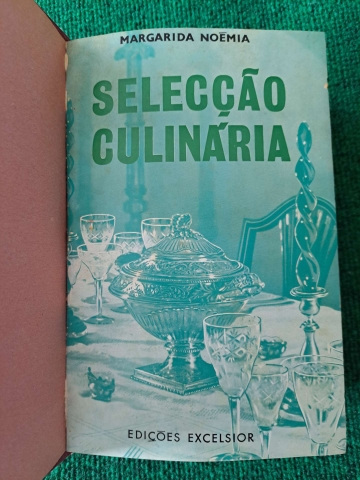 MARGARIDA NOÉMIA
SELECÇÃO
CULINÁRIA
EDIÇÕES EXCELSIOR